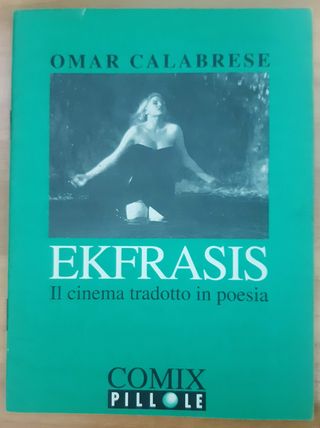 OMAR CALABRESE
EKFRASIS
Il cinema tradotto in poesia
COMIX
PILLOLE